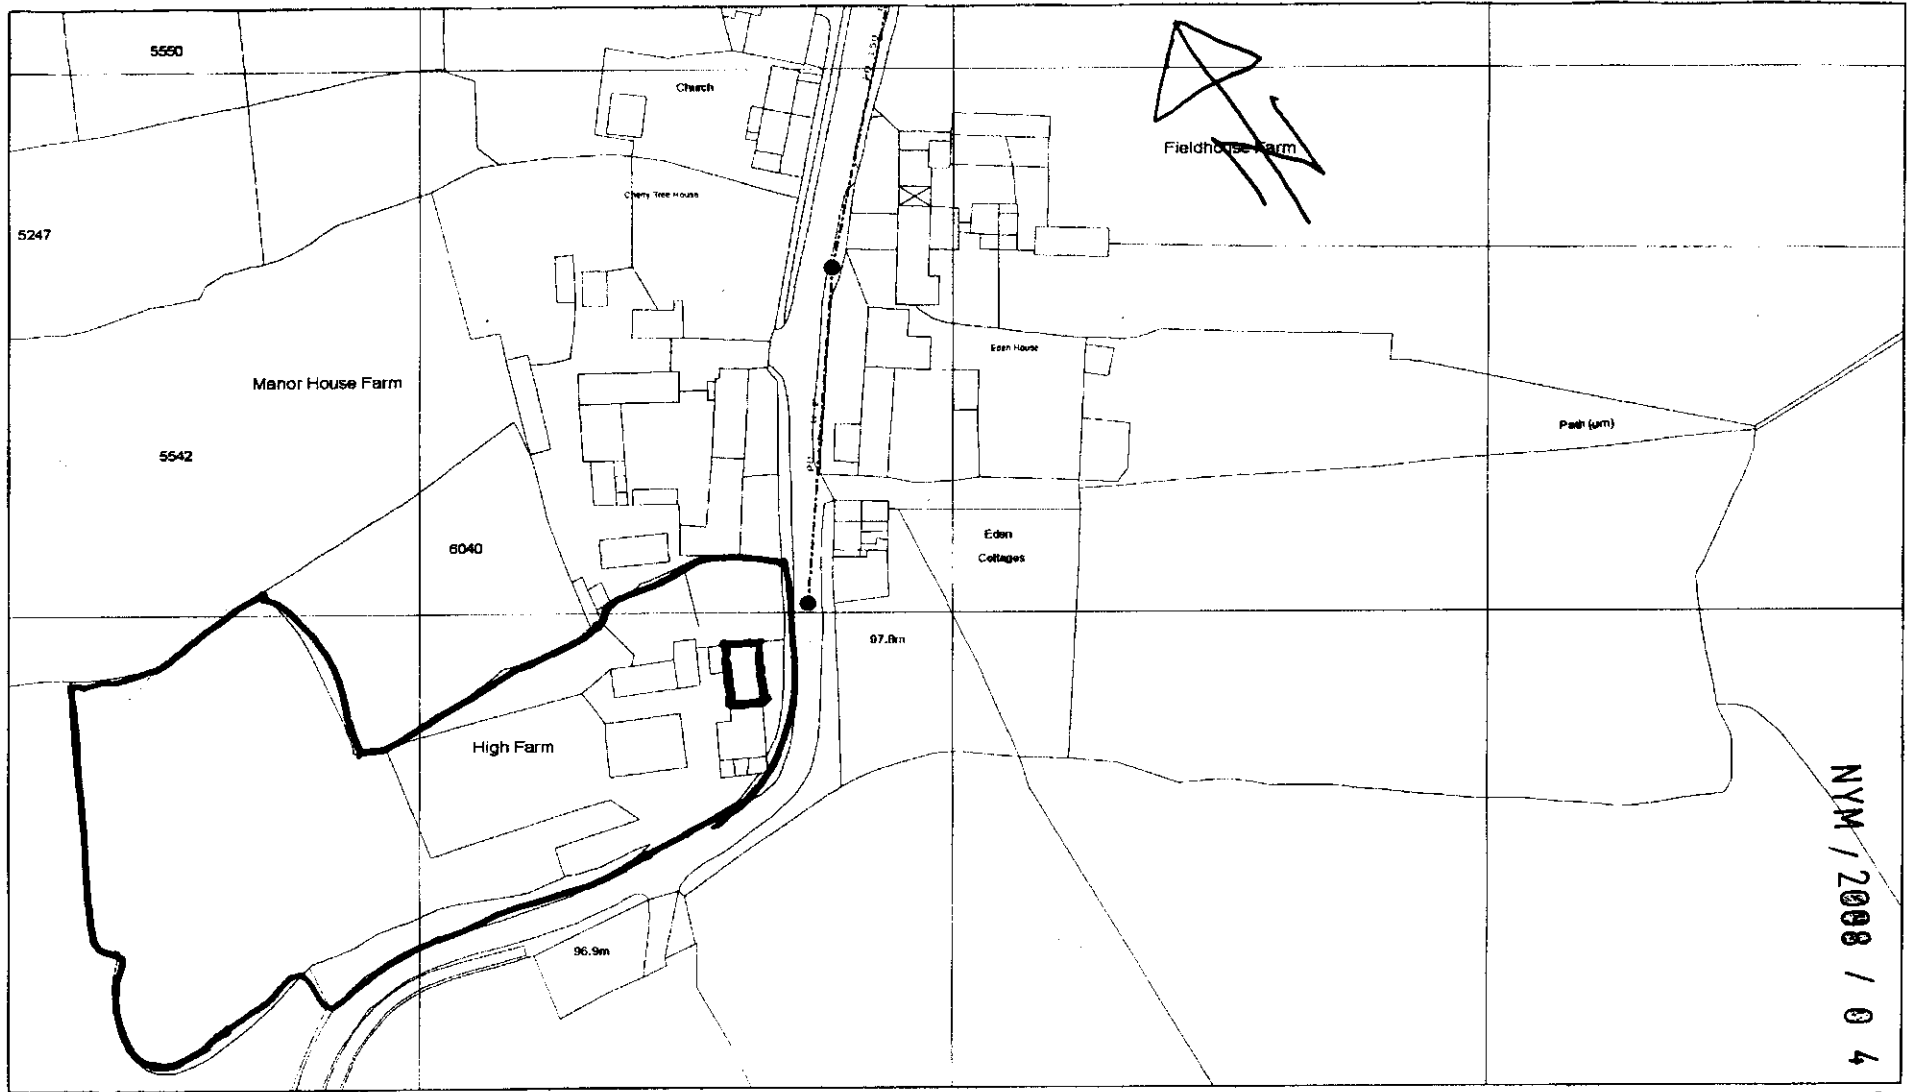 5550
Church
Fieldhouse Farm
N
Cherry Tree House
5247
Eden House
Manor House Farm
Path (um)
5542
Eden
Cottages
6040
97.8m
High Farm
96.9m
NYM / 2008 / 0 4